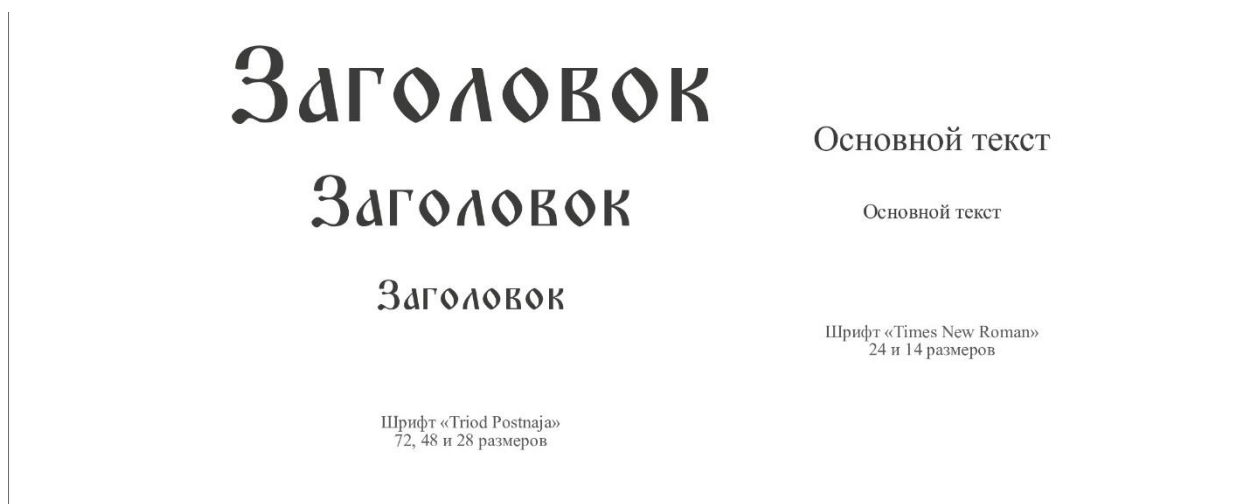 Заголовок
Заголовок
Заголовок
Шрифт «Triod Postnaja»
72, 48 и 28 размеров
Основной текст
Основной текст
Шрифт «Times New Roman»
24 и 14 размеров